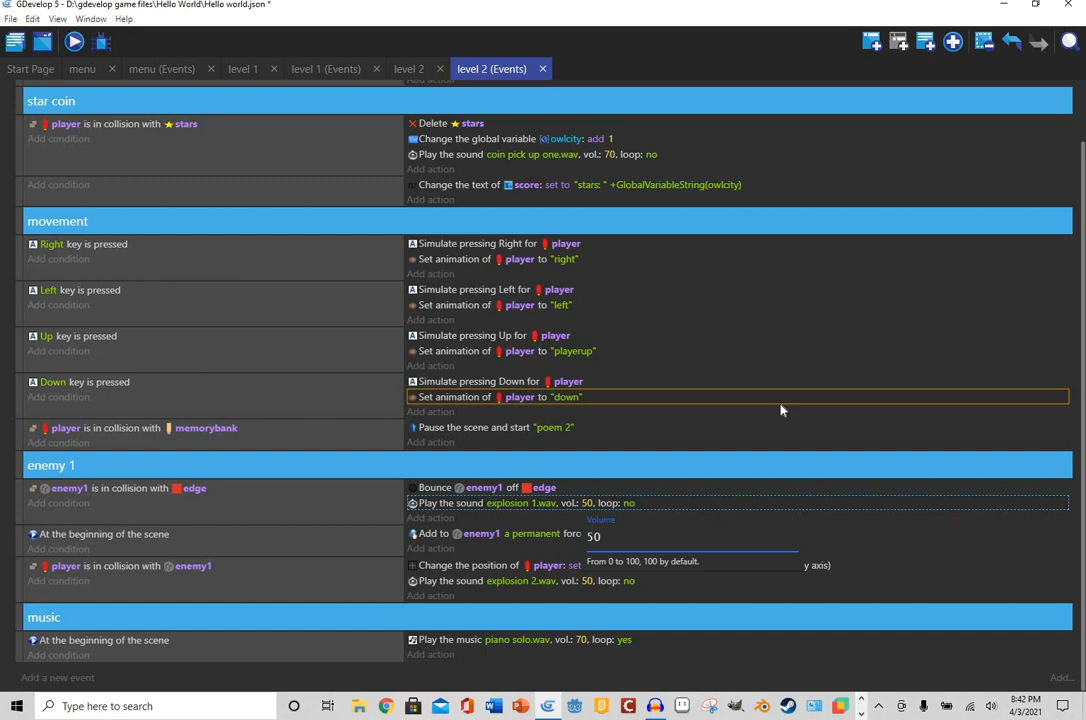 GDevelop 5 - D:\gdevelop game files\Hello World\Hello world.json *
File Edit View Window Help
Start Page menu menu (Events) level 1 level 1 (Events) level 2 level 2 (Events)
Add action
star coin
player is in collision with stars
Delete stars
Add condition
Change the global variable owlcity: add 1
Play the sound coin pick up one.wav, vol.: 70, loop: no
Add action
Add condition
Change the text of score: set to "stars: " +GlobalVariableString(owlcity)
Add action
movement
Right key is pressed
Simulate pressing Right for player
Add condition
Set animation of player to "right"
Add action
Left key is pressed
Simulate pressing Left for player
Add condition
Set animation of player to "left"
Add action
Up key is pressed
Simulate pressing Up for player
Add condition
Set animation of player to "playerup"
Add action
Down key is pressed
Simulate pressing Down for player
Add condition
Set animation of player to "down"
Add action
player is in collision with memorybank
Pause the scene and start "poem 2"
Add condition
Add action
enemy 1
enemy1 is in collision with edge
Bounce enemy1 off edge
Add condition
Play the sound explosion 1.wav, vol.: 50, loop: no
Add action
Volume
50
From 0 to 100, 100 by default.
At the beginning of the scene
Add to enemy1 a permanent forc
Add condition
Add action
player is in collision with enemy1
Change the position of player: set y axis)
Add condition
Play the sound explosion 2.wav, vol.: 50, loop: no
Add action
music
At the beginning of the scene
Play the music piano solo.wav, vol.: 70, loop: yes
Add condition
Add action
Add a new event
Add...
Type here to search
8:42 PM
4/3/2021